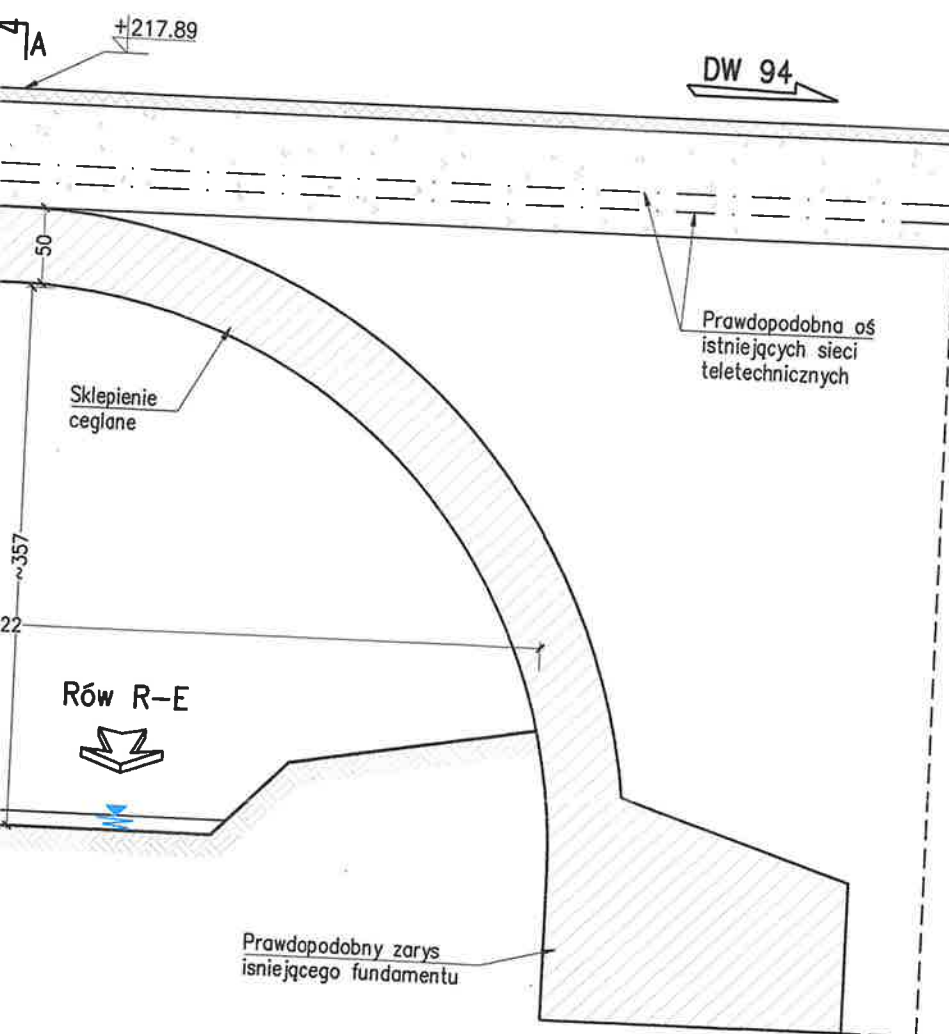 A
+217.89
DW 94
50
Prawdopodobna oś
istniejących sieci
teletechnicznych
Sklepienie
ceglane
~357
22
Rów R-E
Prawdopodobny zarys
isniejącego fundamentu